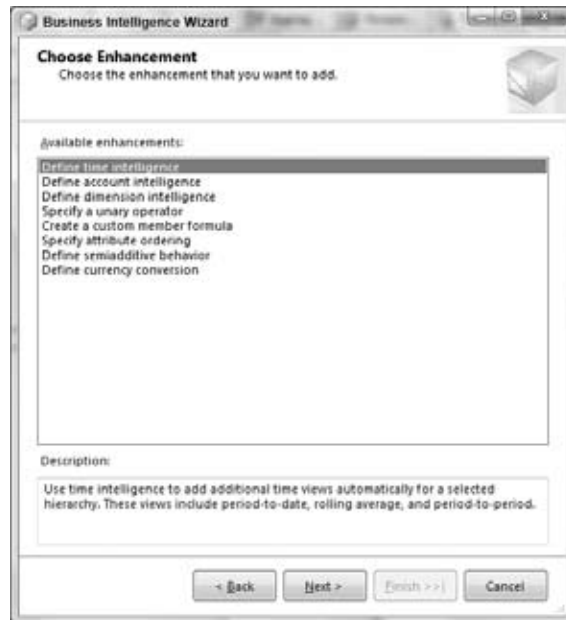 Business Intelligence Wizard
Choose Enhancement
Choose the enhancement that you want to add.
Available enhancements:
Define time intelligence
Define account intelligence
Define dimension intelligence
Specify a unary operator
Create a custom member formula
Specify attribute ordering
Define semiadditive behavior
Define currency conversion
Description:
Use time intelligence to add additional time views automatically for a selected
hierarchy. These views include period-to-date, rolling average, and period-to-period.
< Back Next > Finish >>| Cancel